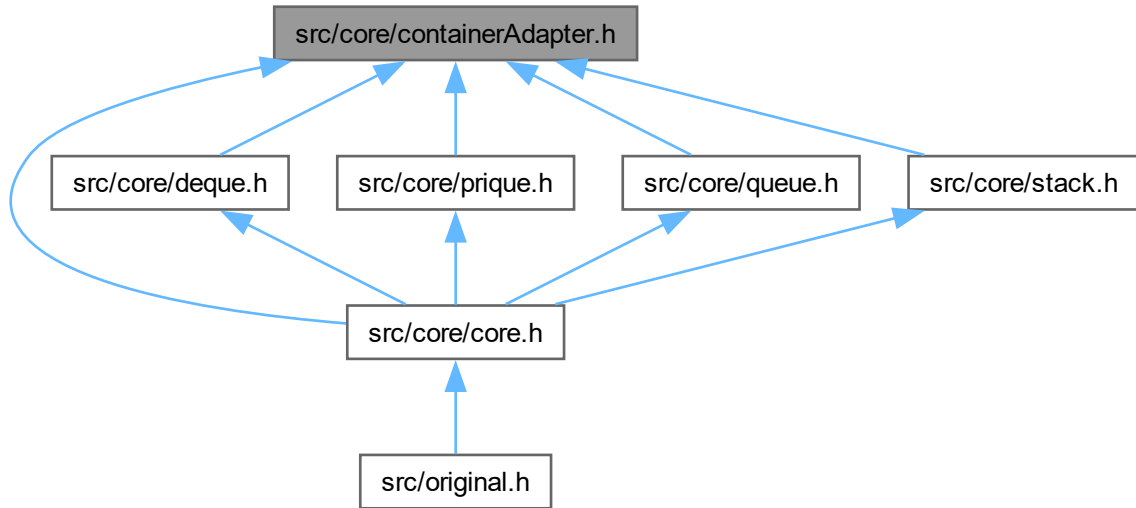 src/core/containerAdapter.h
src/core/deque.h
src/core/prique.h
src/core/queue.h
src/core/stack.h
src/core/core.h
src/original.h